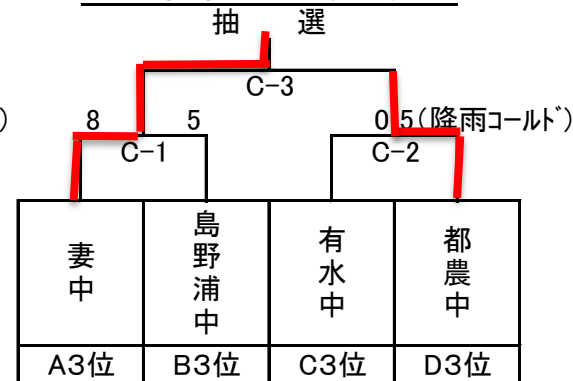 抽選
C-3
) 8 5 0 5(降雨コールド)
C-1 C-2
妻中 島野浦中 有水中 都農中
A3位 B3位 C3位 D3位